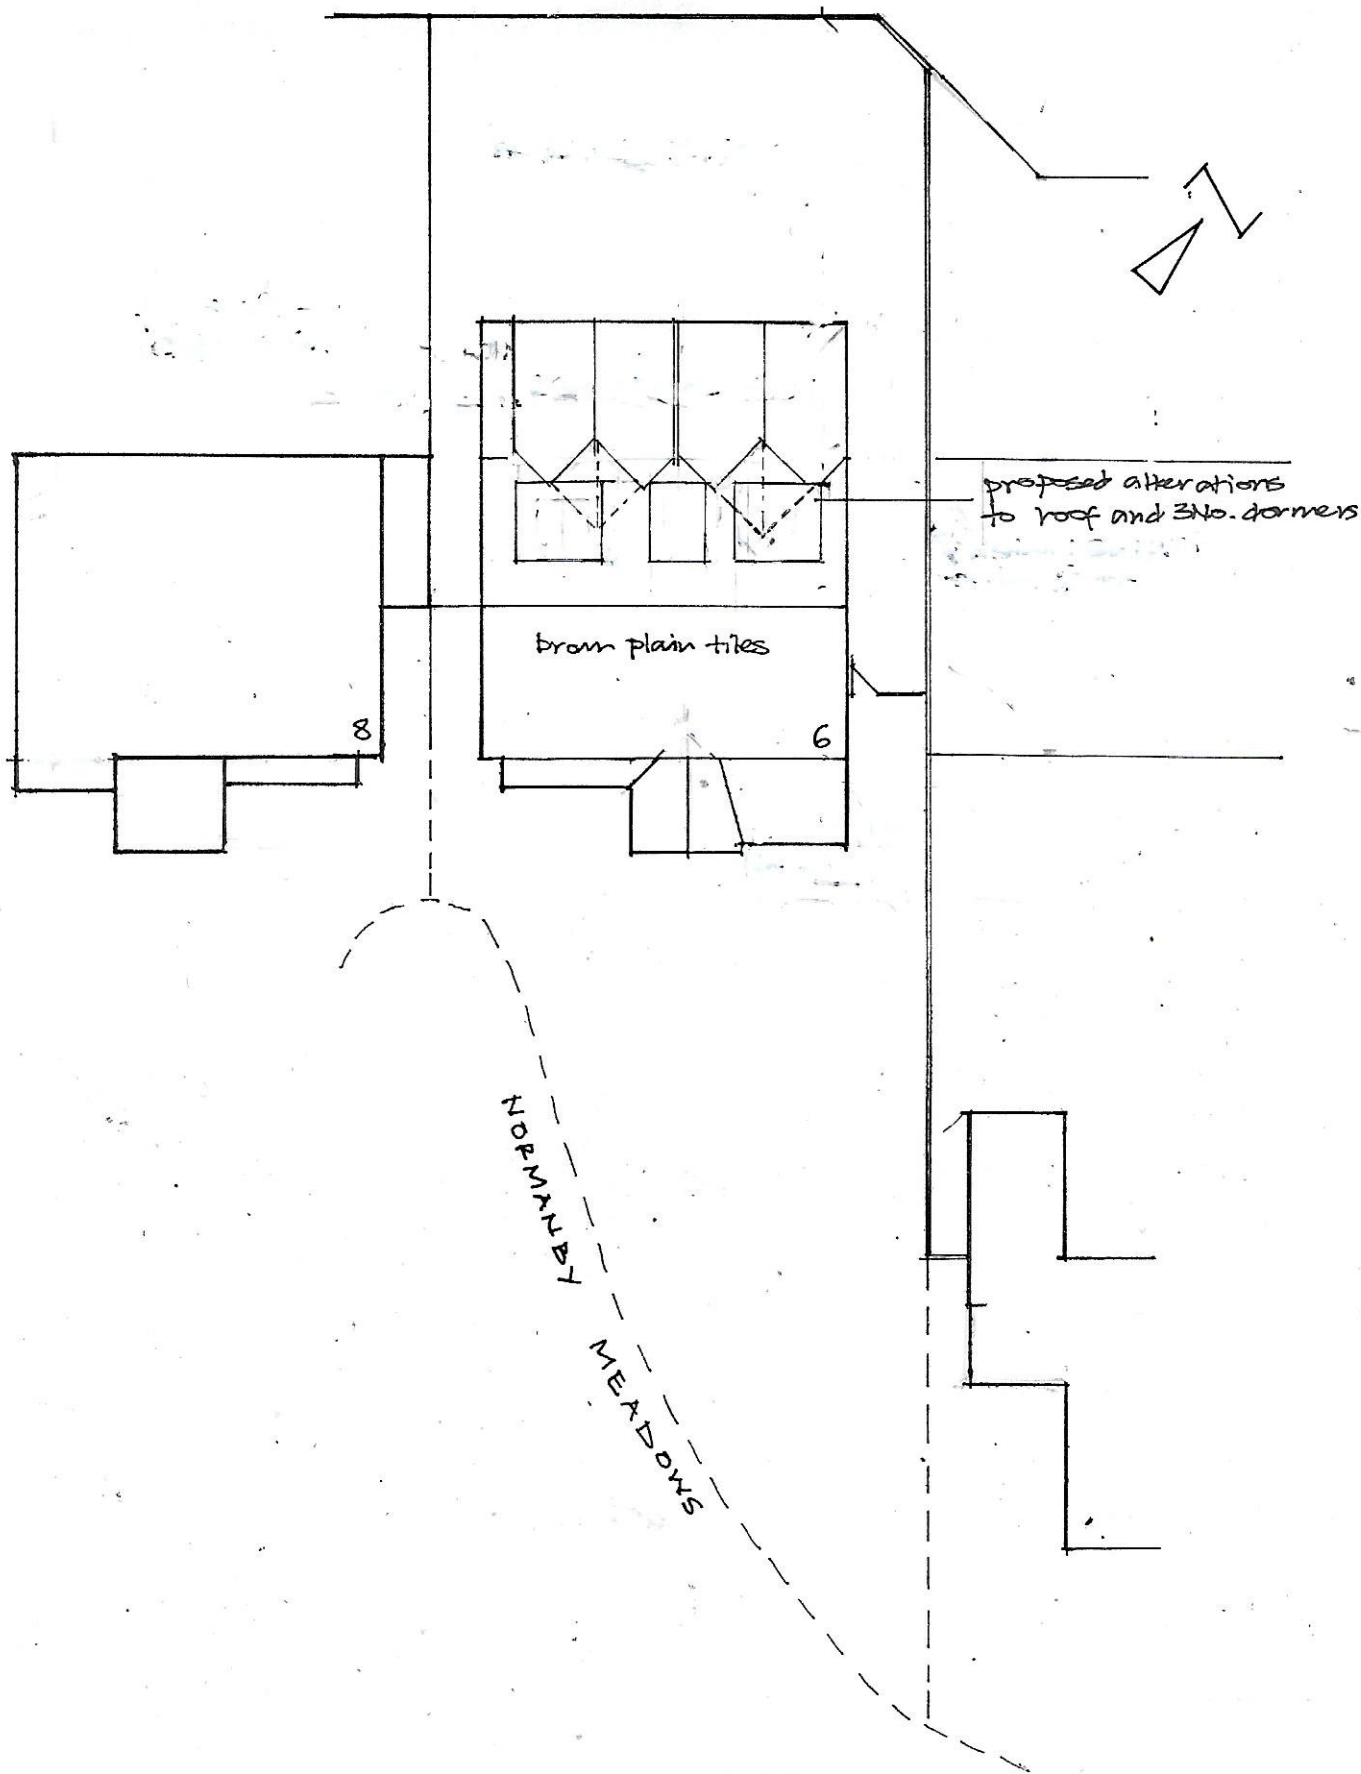 N
proposed alterations
to roof and 3No. dormers
brown plain tiles
8
6
NORMANBY
MEADOWS